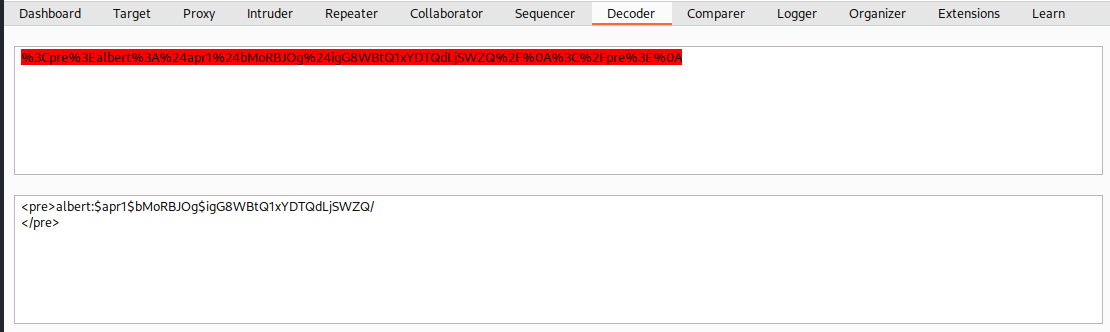 Dashboard Target Proxy Intruder Repeater Collaborator Sequencer Decoder Comparer Logger Organizer Extensions Learn
%3Cpre%3Ealbert%3A%24apr1%24bMoRBJOg%24igG8WBtQ1xYDTQdLjSWZQ%2F%0A%3C%2Fpre%3E%0A
<pre>albert:$apr1$bMoRBJOg$igG8WBtQ1xYDTQdLjSWZQ/
</pre>